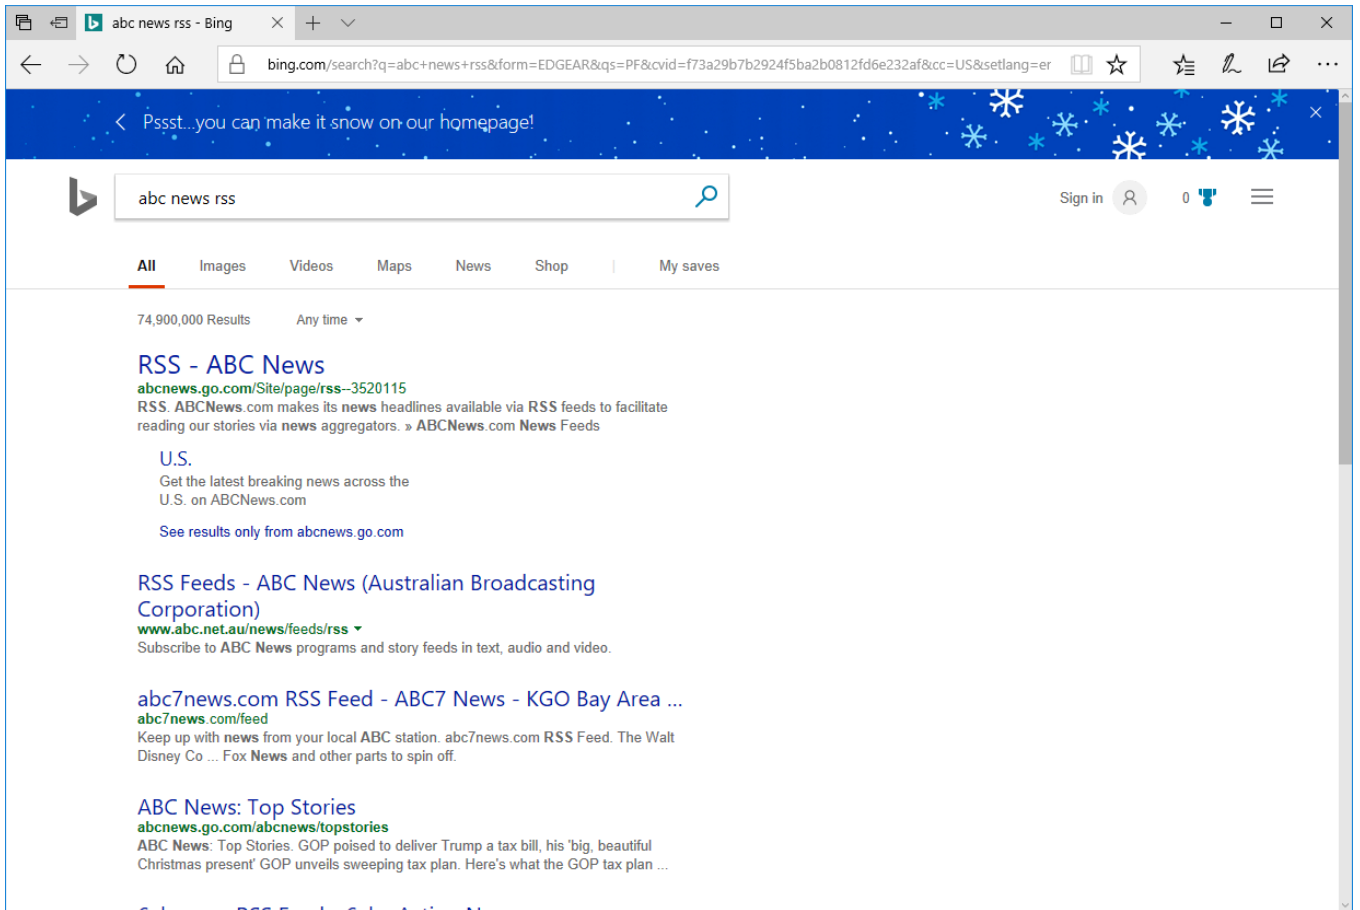 abc news rss - Bing
bing.com/search?q=abc+news+rss&form=EDGEAR&qs=PF&cvid=f73a29b7b2924f5ba2b0812fd6e232af&cc=US&setlang=er
Pssst...you can make it snow on our homepage!
abc news rss
Sign in
0
All Images Videos Maps News Shop | My saves
74,900,000 Results Any time
RSS - ABC News
abcnews.go.com/Site/page/rss--3520115
RSS. ABCNews.com makes its news headlines available via RSS feeds to facilitate
reading our stories via news aggregators. » ABCNews.com News Feeds
U.S.
Get the latest breaking news across the
U.S. on ABCNews.com
See results only from abcnews.go.com
RSS Feeds - ABC News (Australian Broadcasting
Corporation)
www.abc.net.au/news/feeds/rss
Subscribe to ABC News programs and story feeds in text, audio and video.
abc7news.com RSS Feed - ABC7 News - KGO Bay Area ...
abc7news.com/feed
Keep up with news from your local ABC station. abc7news.com RSS Feed. The Walt
Disney Co ... Fox News and other parts to spin off.
ABC News: Top Stories
abcnews.go.com/abcnews/topstories
ABC News: Top Stories. GOP poised to deliver Trump a tax bill, his 'big, beautiful
Christmas present' GOP unveils sweeping tax plan. Here's what the GOP tax plan ...